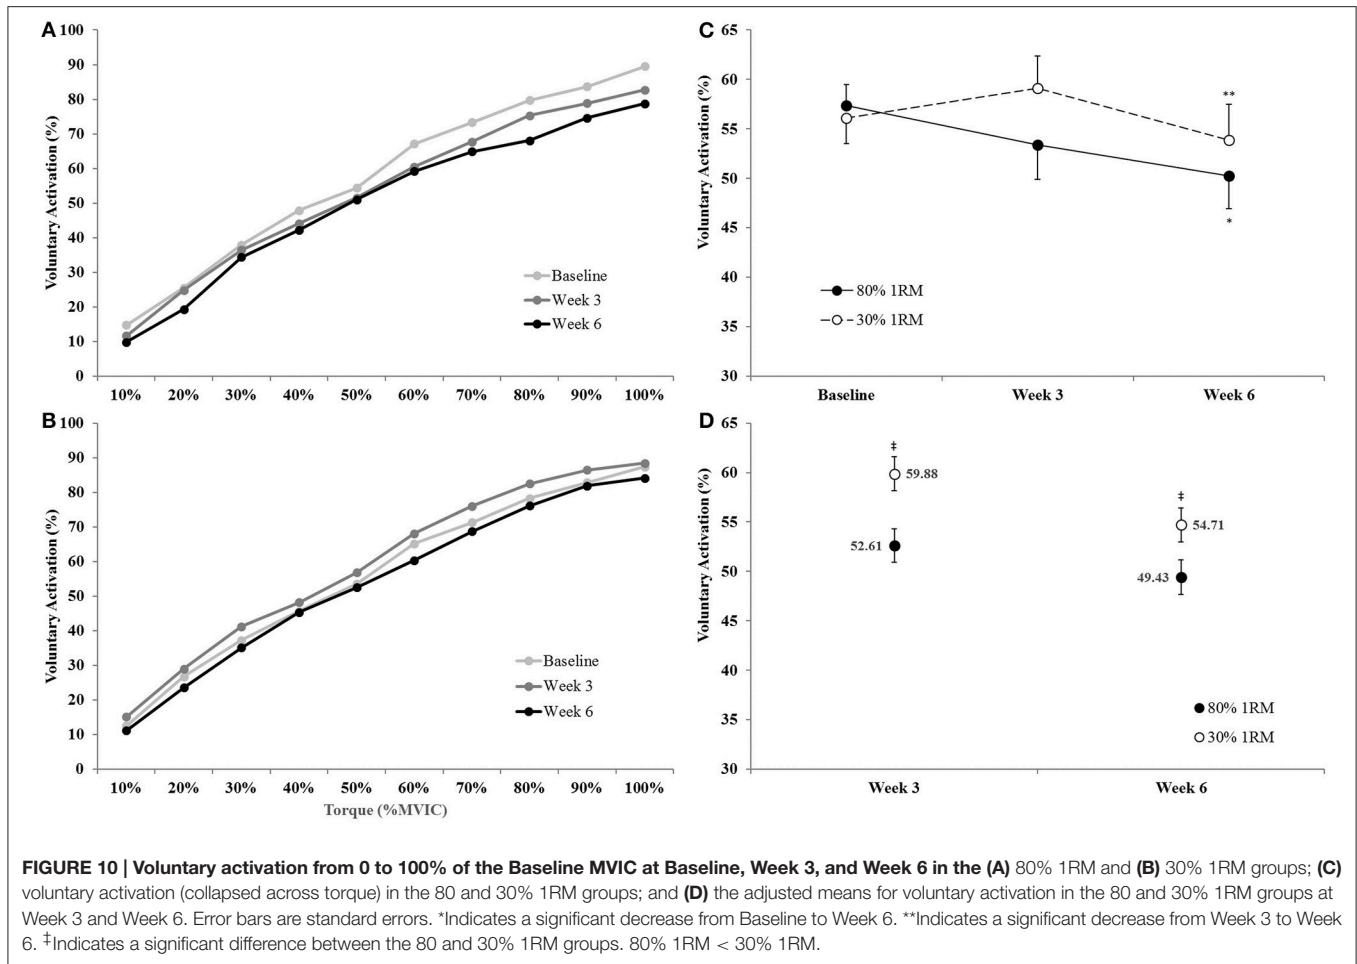 A
Voluntary Activation (%)
100
90
80
70
60
50
40
30
20
10
0
10% 20% 30% 40% 50% 60% 70% 80% 90% 100%
Baseline
Week 3
Week 6
B
Voluntary Activation (%)
100
90
80
70
60
50
40
30
20
10
0
10% 20% 30% 40% 50% 60% 70% 80% 90% 100%
Torque (%MVIC)
Baseline
Week 3
Week 6
C
Voluntary Activation (%)
65
60
55
50
45
40
35
30
**
*
80% 1RM
30% 1RM
Baseline Week 3 Week 6
D
Voluntary Activation (%)
65
60
55
50
45
40
35
30
‡
59.88
52.61
‡
54.71
49.43
80% 1RM
30% 1RM
Week 3 Week 6
FIGURE 10 | Voluntary activation from 0 to 100% of the Baseline MVIC at Baseline, Week 3, and Week 6 in the (A) 80% 1RM and (B) 30% 1RM groups; (C)
voluntary activation (collapsed across torque) in the 80 and 30% 1RM groups; and (D) the adjusted means for voluntary activation in the 80 and 30% 1RM groups at
Week 3 and Week 6. Error bars are standard errors. *Indicates a significant decrease from Baseline to Week 6. **Indicates a significant decrease from Week 3 to Week
6. ‡Indicates a significant difference between the 80 and 30% 1RM groups. 80% 1RM < 30% 1RM.